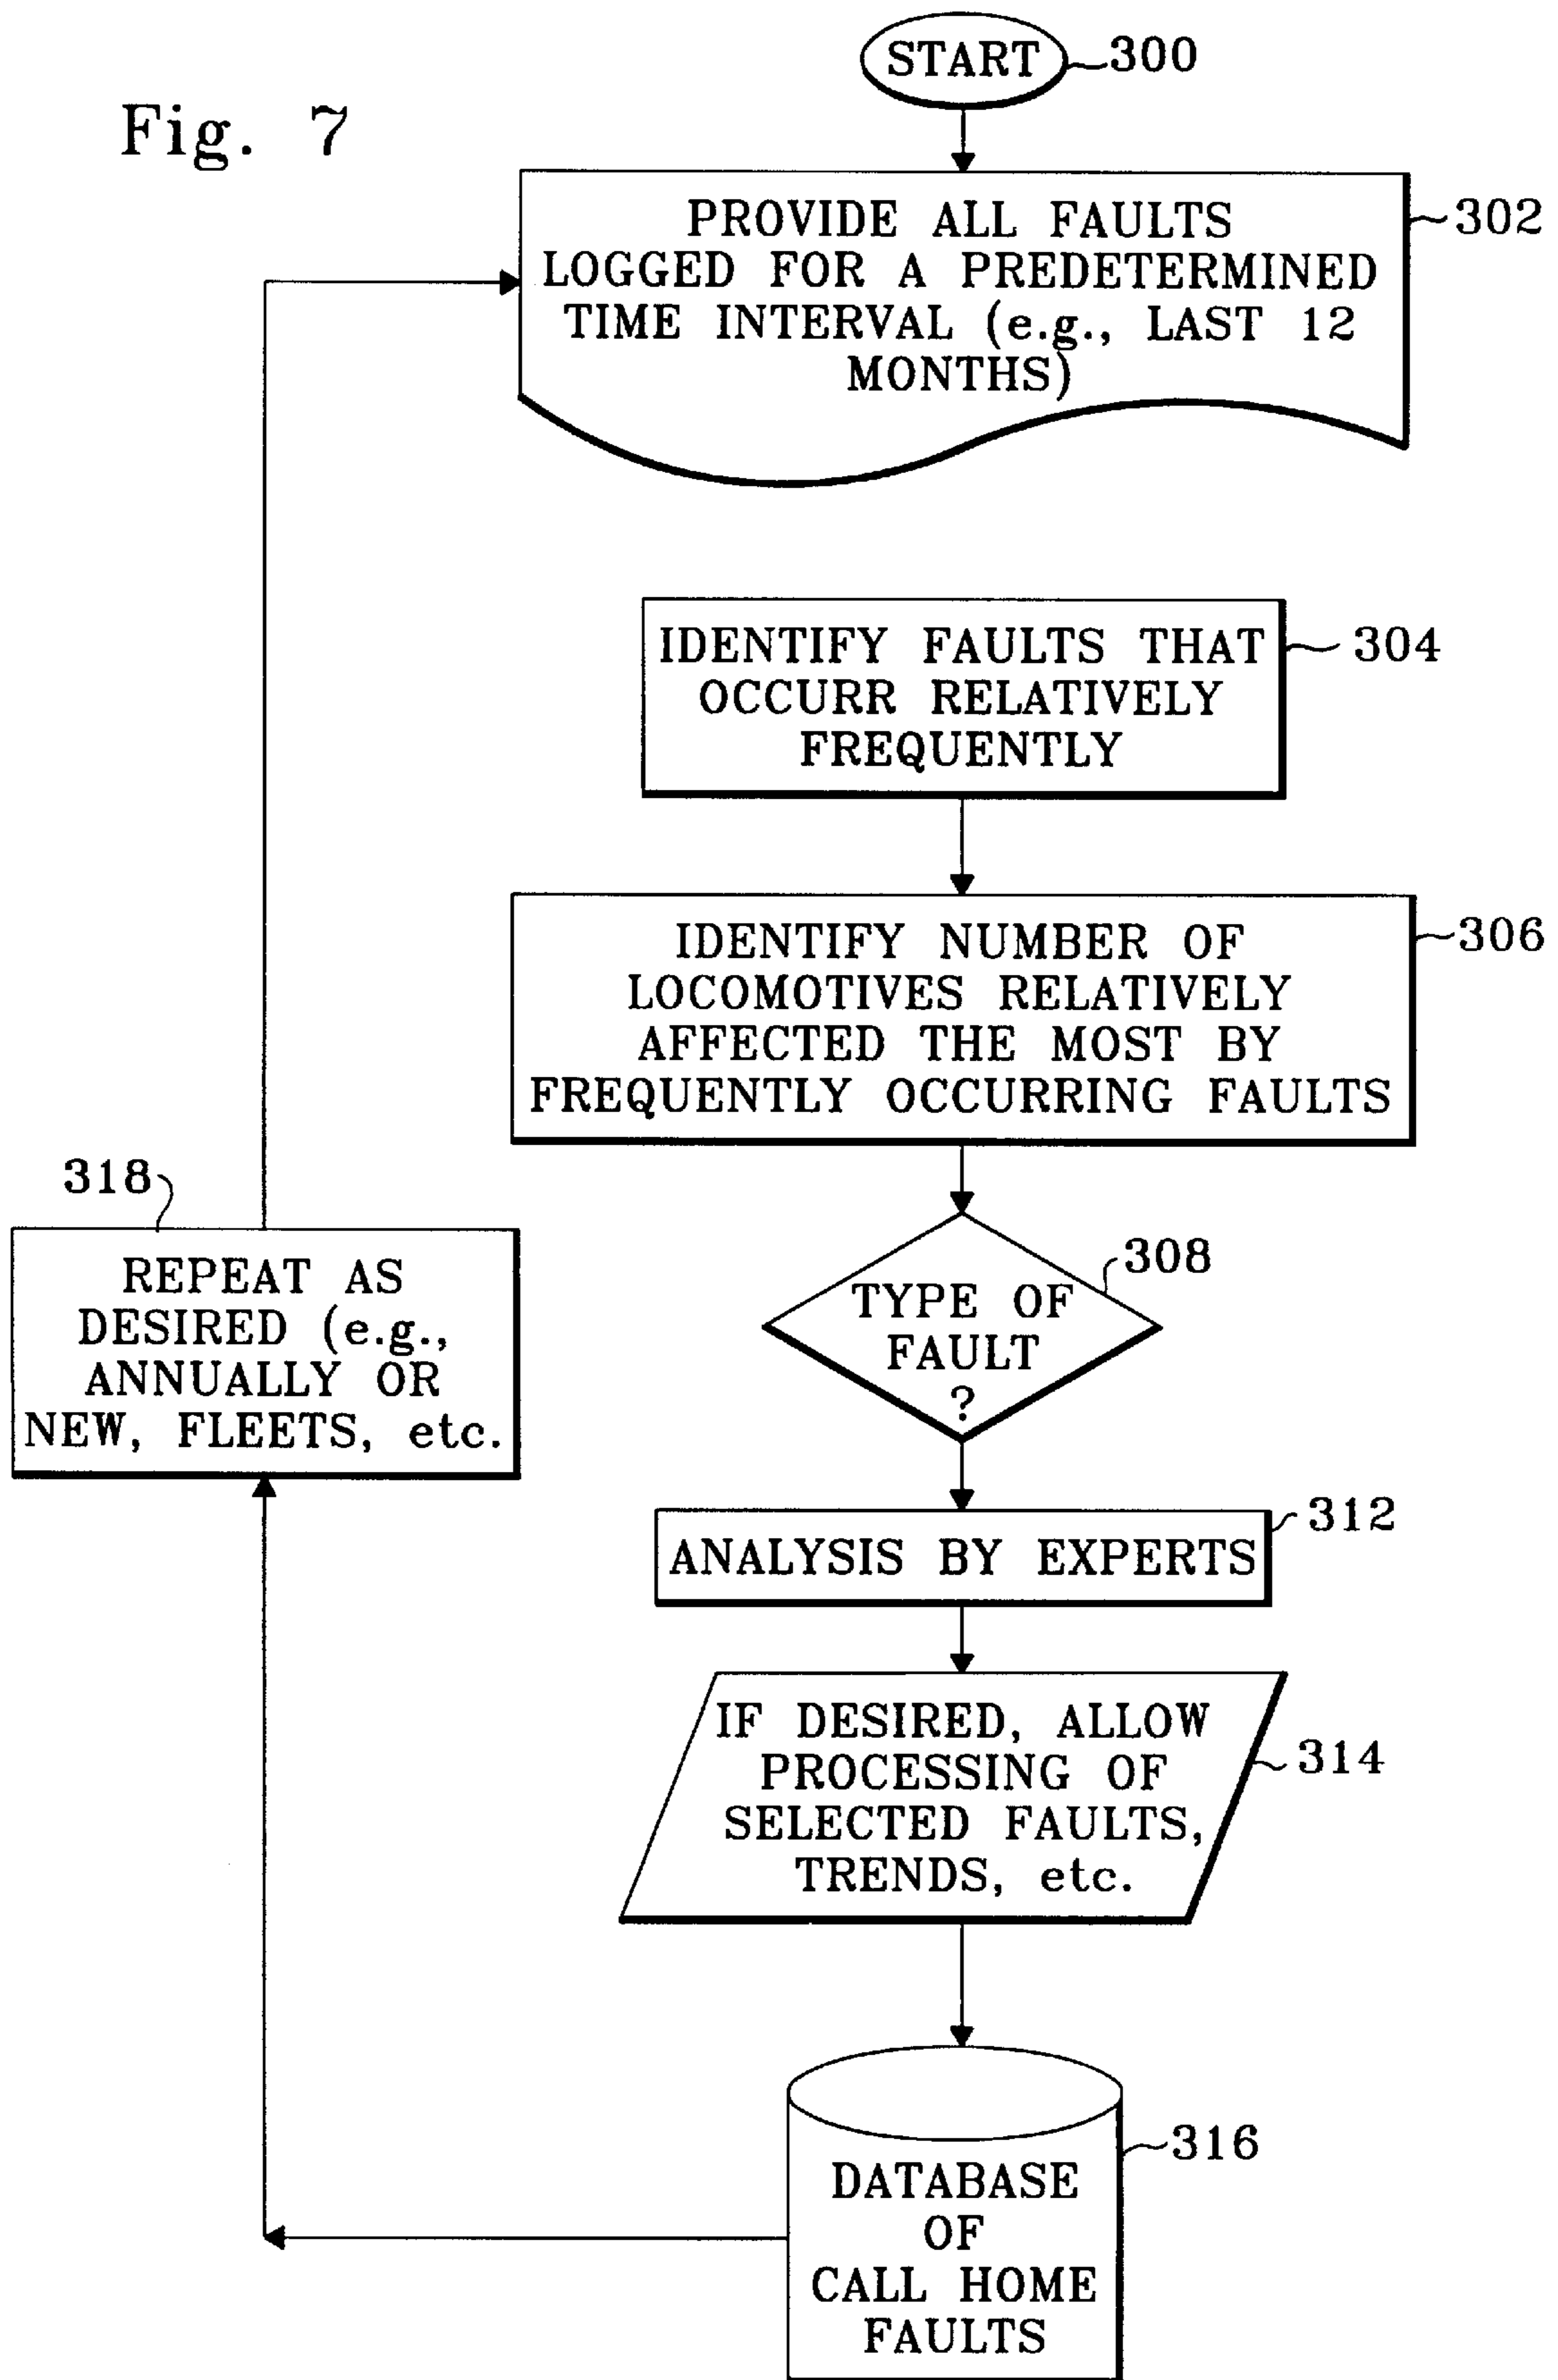 Fig. 7
START
300
PROVIDE ALL FAULTS
LOGGED FOR A PREDETERMINED
TIME INTERVAL (e.g., LAST 12
MONTHS)
302
IDENTIFY FAULTS THAT
OCCURR RELATIVELY
FREQUENTLY
304
IDENTIFY NUMBER OF
LOCOMOTIVES RELATIVELY
AFFECTED THE MOST BY
FREQUENTLY OCCURRING FAULTS
306
TYPE OF
FAULT
?
308
ANALYSIS BY EXPERTS
312
IF DESIRED, ALLOW
PROCESSING OF
SELECTED FAULTS,
TRENDS, etc.
314
DATABASE
OF
CALL HOME
FAULTS
316
318
REPEAT AS
DESIRED (e.g.,
ANNUALLY OR
NEW, FLEETS, etc.